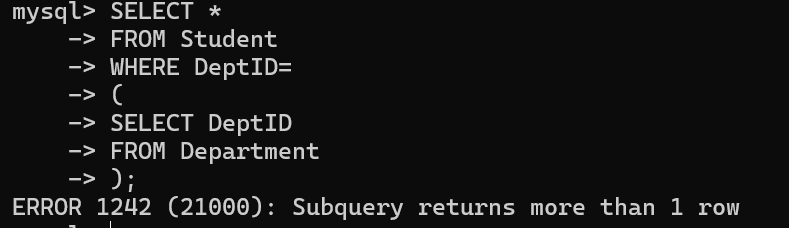 mysql> SELECT *
    -> FROM Student
    -> WHERE DeptID=
    -> (
    -> SELECT DeptID
    -> FROM Department
    -> );
ERROR 1242 (21000): Subquery returns more than 1 row